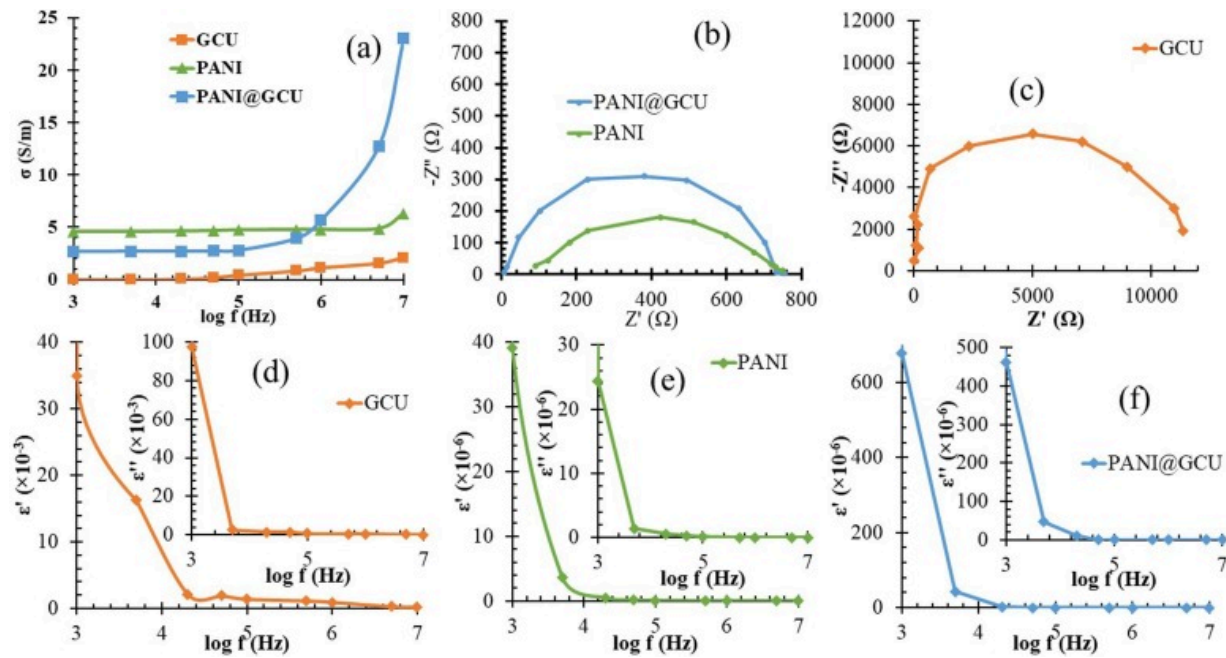 (a)
GCU
PANI
PANI@GCU
σ (S/m)
25
20
15
10
5
0
3
4
5
6
7
log f (Hz)
(b)
PANI@GCU
PANI
-Z'' (Ω)
800
700
600
500
400
300
200
100
0
0
200
400
600
800
Z' (Ω)
(c)
GCU
-Z'' (Ω)
12000
10000
8000
6000
4000
2000
0
0
5000
10000
Z' (Ω)
(d)
GCU
ε' (×10⁻³)
40
30
20
10
0
3
4
5
6
7
log f (Hz)
ε'' (×10⁻³)
100
80
60
40
20
0
3
5
7
log f (Hz)
(e)
PANI
ε' (×10⁻⁶)
40
30
20
10
0
3
4
5
6
7
log f (Hz)
ε'' (×10⁻⁶)
30
20
10
0
3
5
7
log f (Hz)
(f)
PANI@GCU
ε' (×10⁻⁶)
600
400
200
0
3
4
5
6
7
log f (Hz)
ε'' (×10⁻⁶)
500
400
300
200
100
0
3
5
7
log f (Hz)